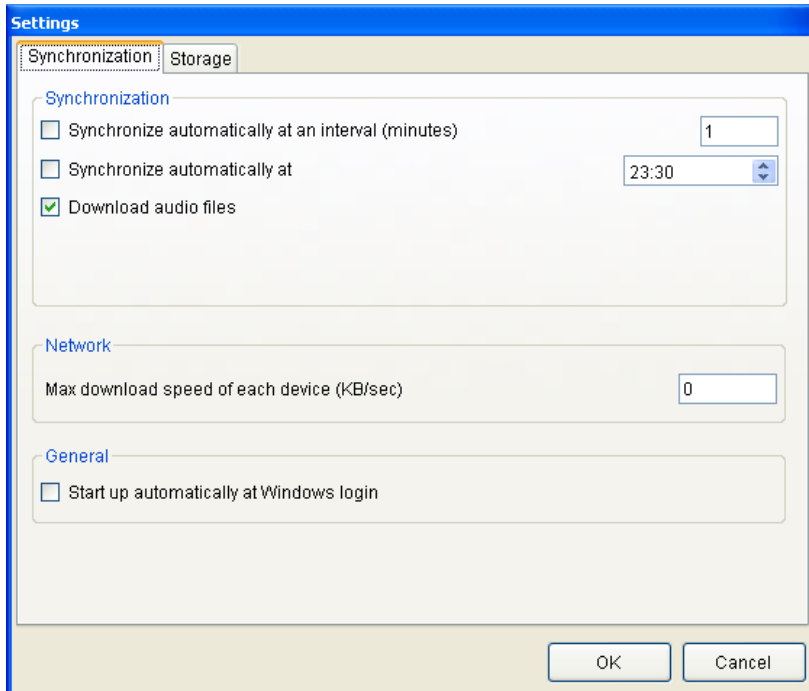 Settings
Synchronization Storage
Synchronization
Synchronize automatically at an interval (minutes) 1
Synchronize automatically at 23:30
Download audio files
Network
Max download speed of each device (KB/sec) 0
General
Start up automatically at Windows login
OK Cancel